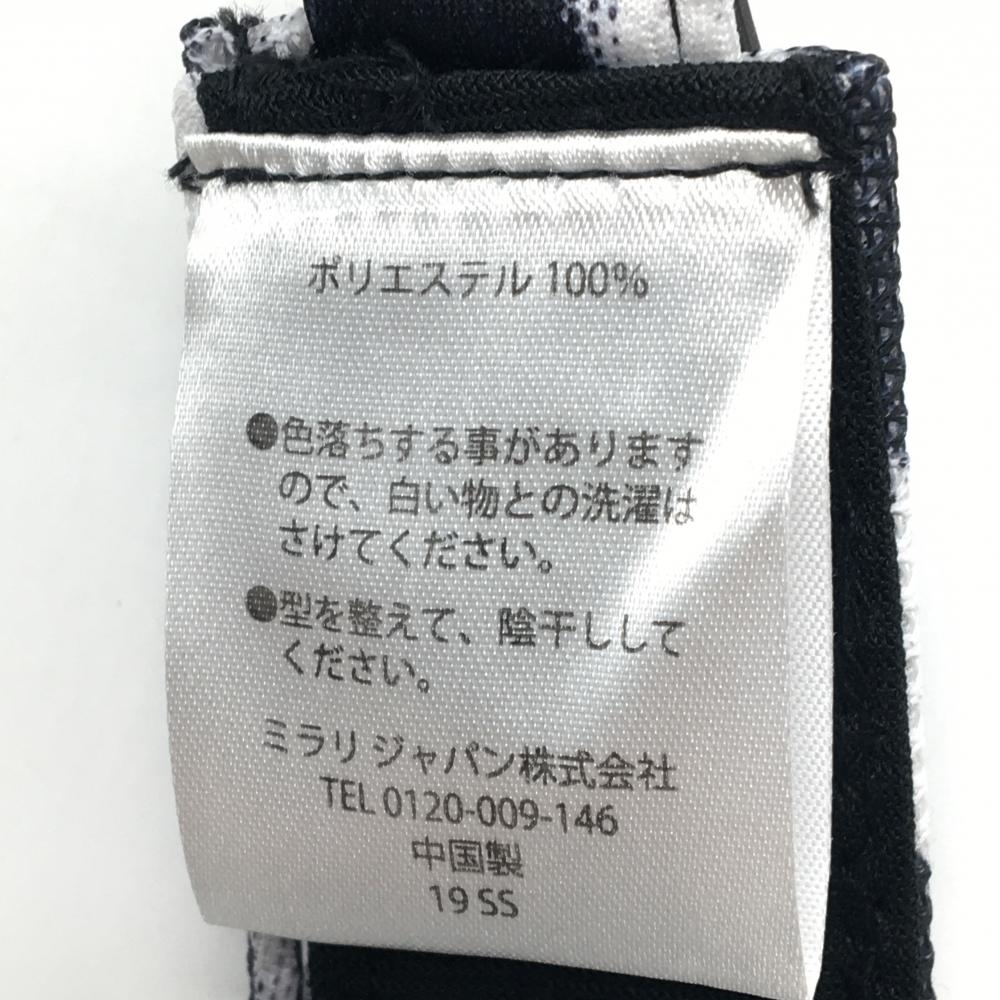 ポリエステル 100%
●色落ちする事があります
ので、白い物との洗濯は
さけてください。
●型を整えて、陰干しして
ください。
ミラリ ジャパン株式会社
TEL 0120-009-146
中国製
19 SS